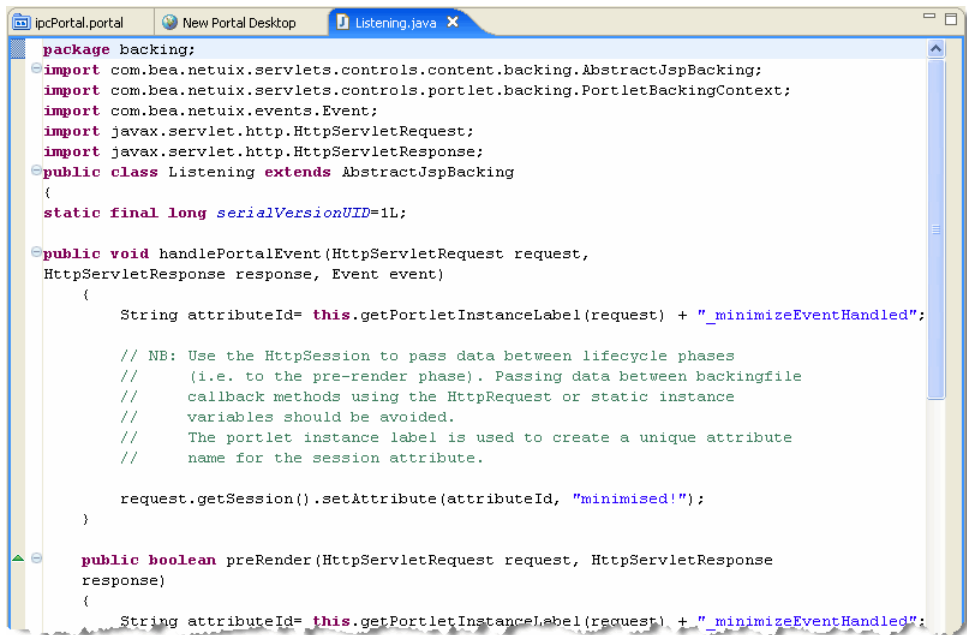 ipcPortal.portal New Portal Desktop Listening.java
package backing;
import com.bea.netuix.servlets.controls.content.backing.AbstractJspBacking;
import com.bea.netuix.servlets.controls.portlet.backing.PortletBackingContext;
import com.bea.netuix.events.Event;
import javax.servlet.http.HttpServletRequest;
import javax.servlet.http.HttpServletResponse;
public class Listening extends AbstractJspBacking
{
static final long serialVersionUID=1L;
public void handlePortalEvent(HttpServletRequest request,
HttpServletResponse response, Event event)
{
String attributeId= this.getPortletInstanceLabel(request) + "_minimizeEventHandled";
// NB: Use the HttpSession to pass data between lifecycle phases
// (i.e. to the pre-render phase). Passing data between backingfile
// callback methods using the HttpRequest or static instance
// variables should be avoided.
// The portlet instance label is used to create a unique attribute
// name for the session attribute.
request.getSession().setAttribute(attributeId, "minimised!");
}
public boolean preRender(HttpServletRequest request, HttpServletResponse
response)
{
String attributeId= this.getPortletInstanceLabel(request) + "_minimizeEventHandled";